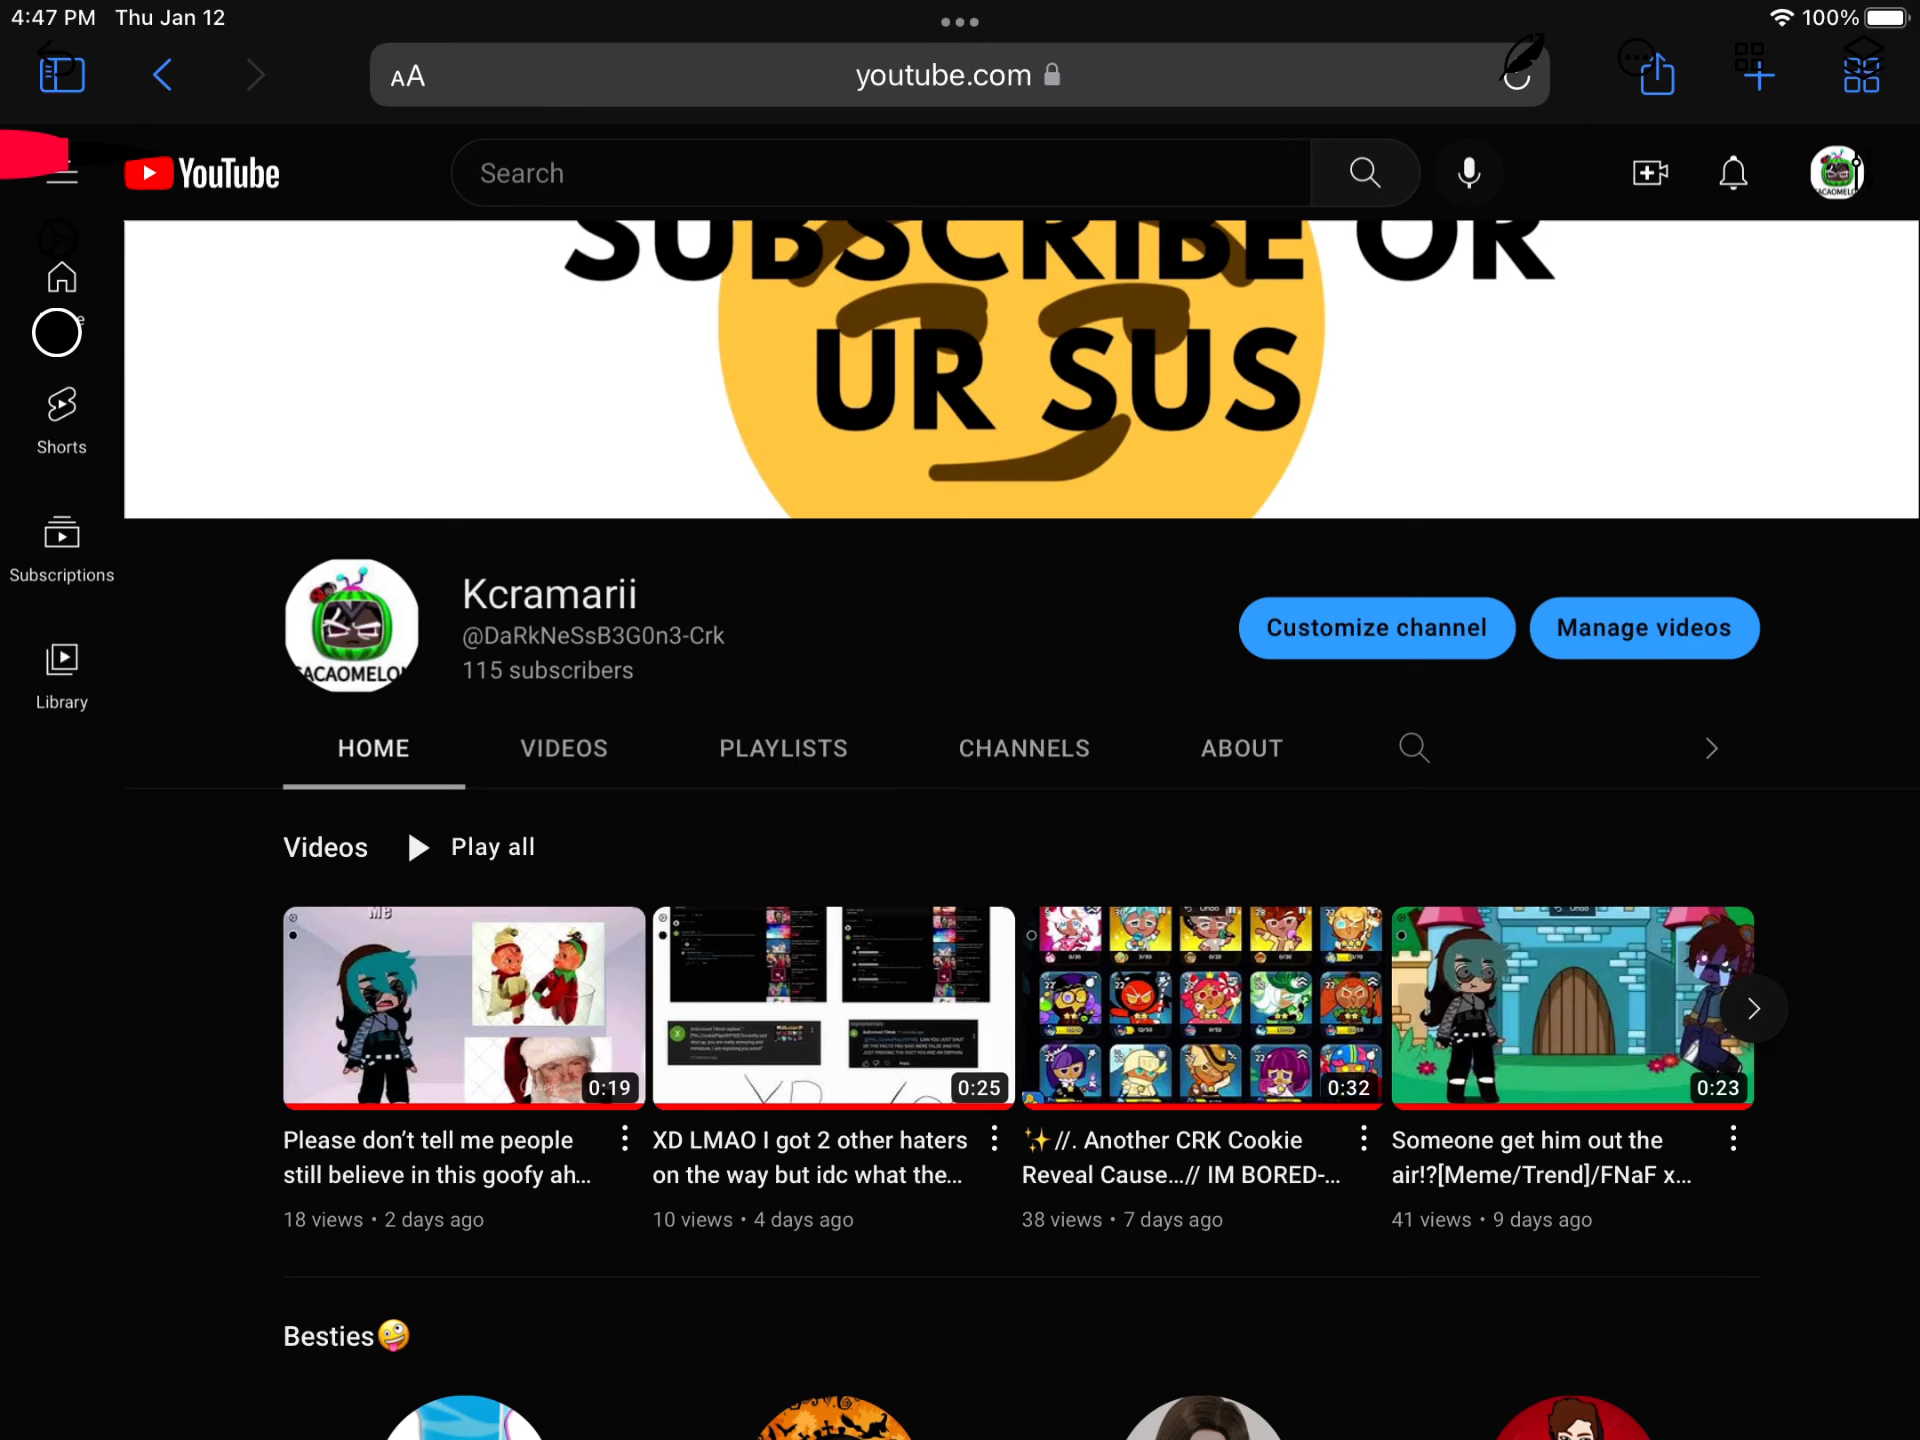 4:47 PM Thu Jan 12
100%
AA
youtube.com
YouTube
Search
SUBSCRIBE OR
UR SUS
Shorts
Subscriptions
Library
ACAOMELO
Kcramarii
@DaRkNeSsB3G0n3-Crk
115 subscribers
Customize channel
Manage videos
HOME
VIDEOS
PLAYLISTS
CHANNELS
ABOUT
Videos
Play all
Me
0:19
XD
0:25
Undo
0:32
Undo
0:23
Please don’t tell me people
still believe in this goofy ah...
18 views • 2 days ago
XD LMAO I got 2 other haters
on the way but idc what the...
10 views • 4 days ago
✨//. Another CRK Cookie
Reveal Cause...// IM BORED-...
38 views • 7 days ago
Someone get him out the
air!?[Meme/Trend]/FNaF x...
41 views • 9 days ago
Besties🤪